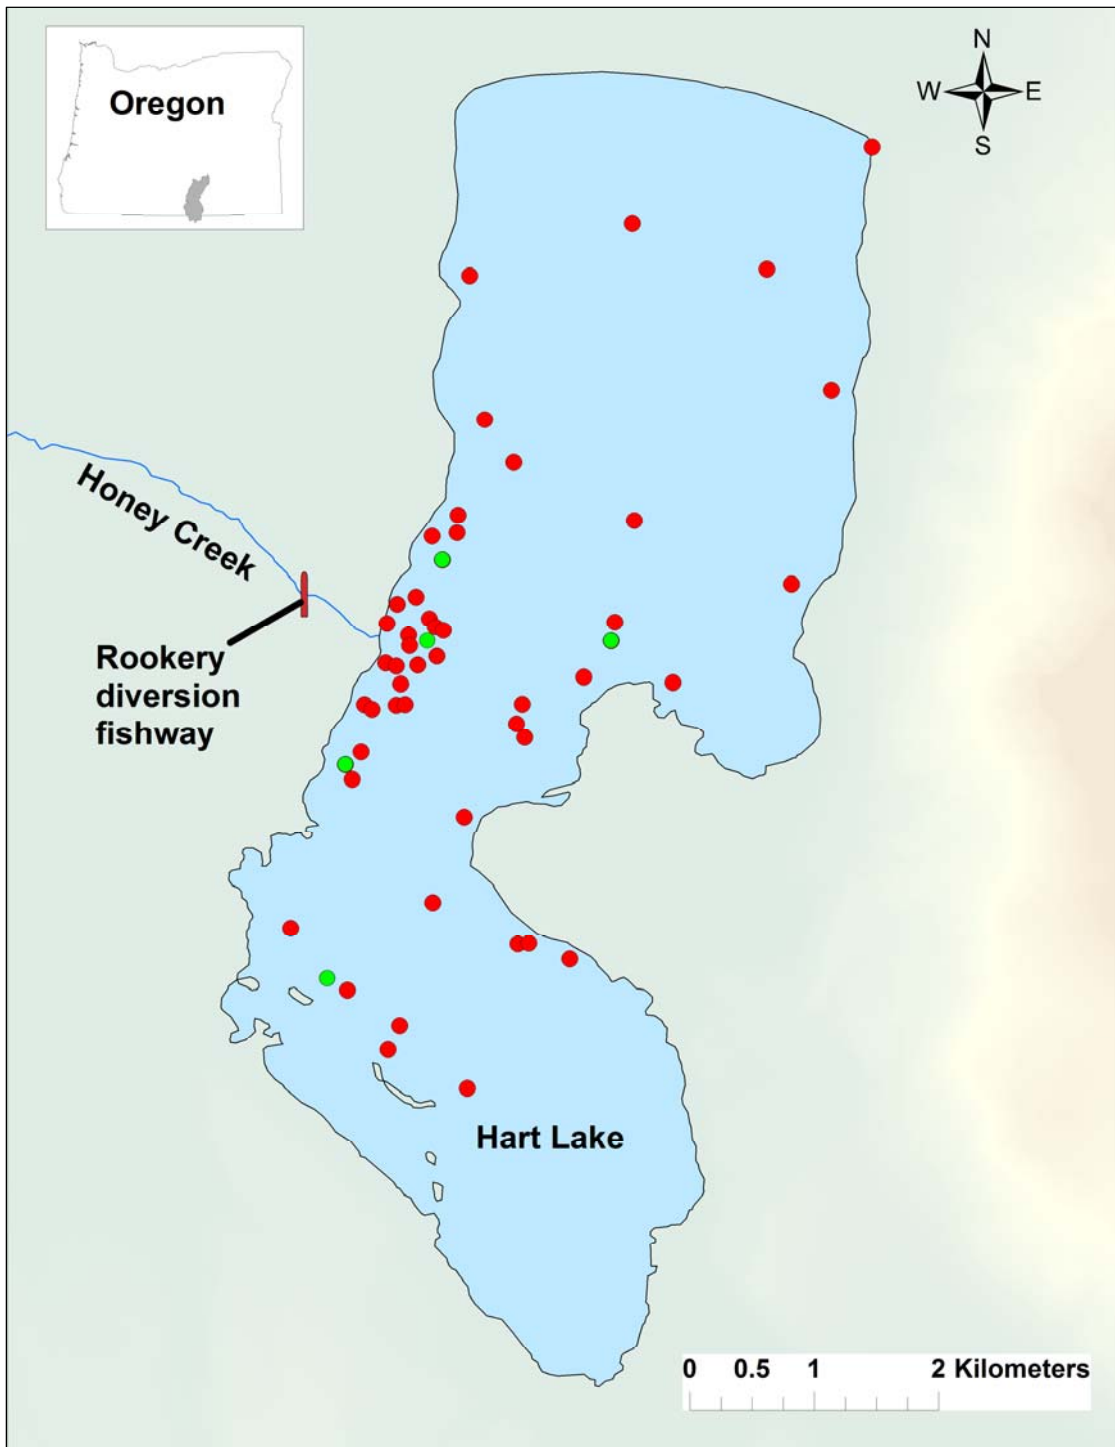 Oregon
N
W E
S
Honey Creek
Rookery
diversion
fishway
Hart Lake
0 0.5 1 2 Kilometers